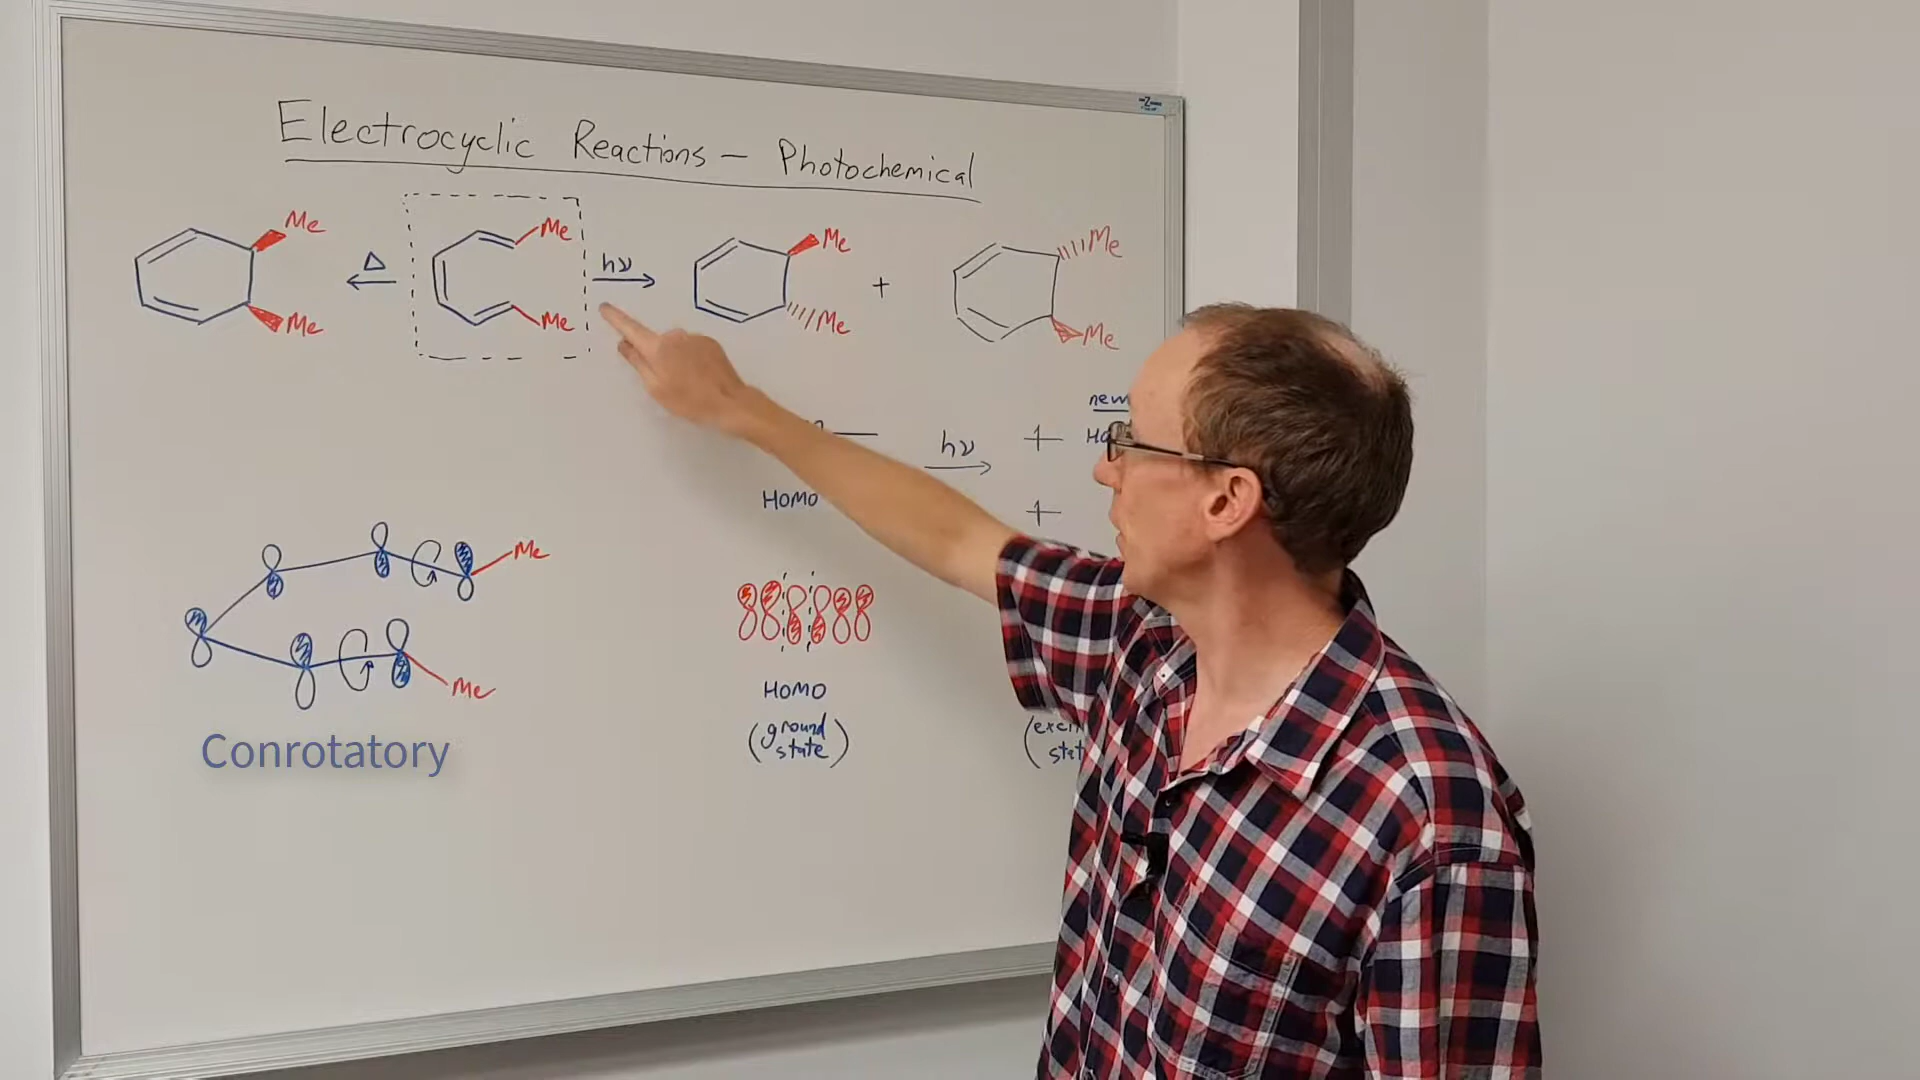 Electrocyclic Reactions – Photochemical
Me
Me
Δ
Me
Me
hν
Me
Me
+
Me
Me
new
hν
HOMO
Me
Me
Conrotatory
HOMO
(ground
state)